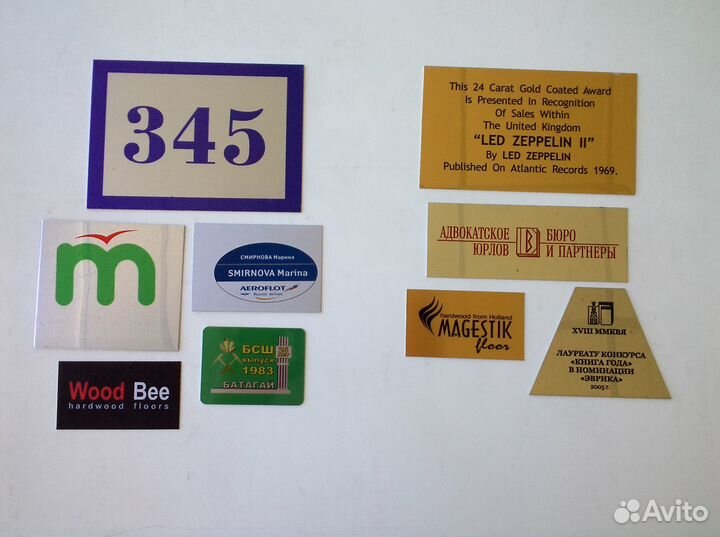 345
m
СМИРНОВА Марина
SMIRNOVA Marina
AEROFLOT
Russian Airlines
Wood Bee
hardwood floors
БСШ
выпуск
1983
БАТАГАЙ
This 24 Carat Gold Coated Award
Is Presented In Recognition
Of Sales Within
The United Kingdom
"LED ZEPPELIN II"
By LED ZEPPELIN
Published On Atlantic Records 1969.
АДВОКАТСКОЕ БЮРО
ЮРЛОВ И ПАРТНЕРЫ
hardwood from Holland
MAGESTIK
floor
XVIII ММКВЯ
ЛАУРЕАТУ КОНКУРСА
«КНИГА ГОДА»
В НОМИНАЦИИ
«ЭВРИКА»
2005 г.
Avito